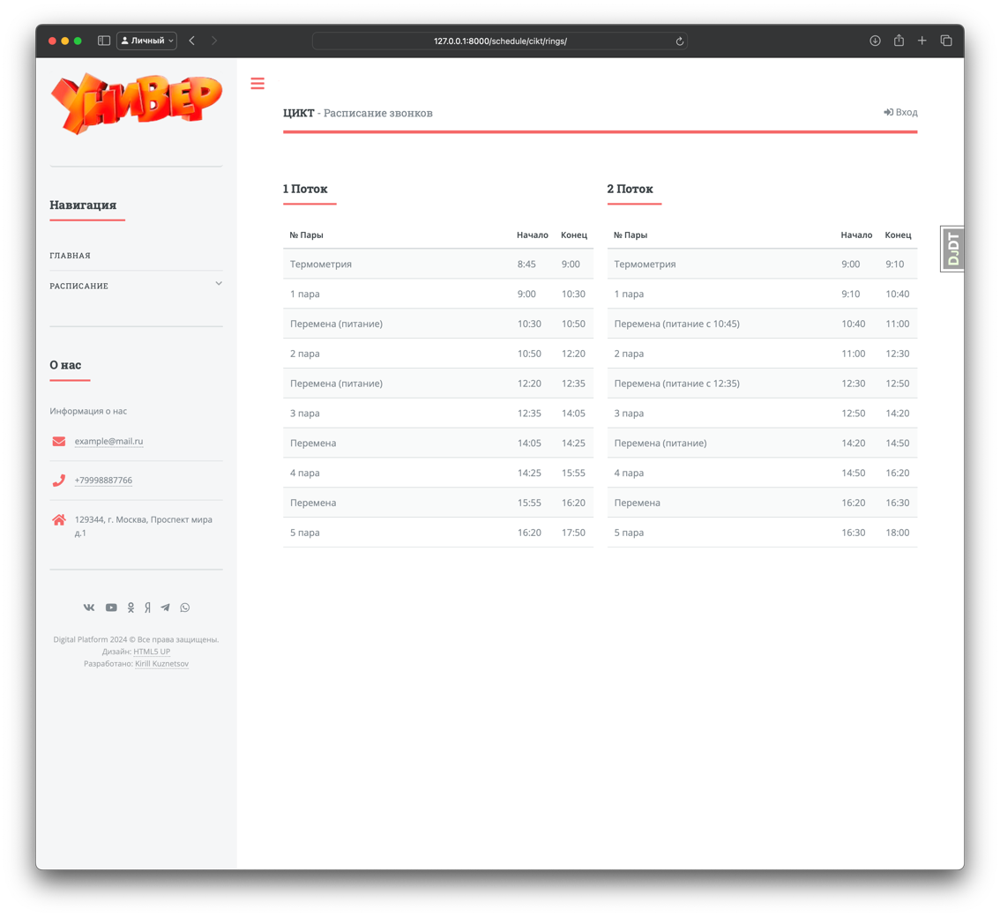 Личный
127.0.0.1:8000/schedule/cikt/rings/
УНИВЕР
Навигация
ГЛАВНАЯ
РАСПИСАНИЕ
О нас
Информация о нас
example@mail.ru
+79998887766
129344, г. Москва, Проспект мира
д.1
Digital Platform 2024 © Все права защищены.
Дизайн: HTML5 UP
Разработано: Kirill Kuznetsov
ЦИКТ - Расписание звонков
Вход
1 Поток
№ Пары Начало Конец
Термометрия 8:45 9:00
1 пара 9:00 10:30
Перемена (питание) 10:30 10:50
2 пара 10:50 12:20
Перемена (питание) 12:20 12:35
3 пара 12:35 14:05
Перемена 14:05 14:25
4 пара 14:25 15:55
Перемена 15:55 16:20
5 пара 16:20 17:50
2 Поток
№ Пары Начало Конец
Термометрия 9:00 9:10
1 пара 9:10 10:40
Перемена (питание с 10:45) 10:40 11:00
2 пара 11:00 12:30
Перемена (питание с 12:35) 12:30 12:50
3 пара 12:50 14:20
Перемена (питание) 14:20 14:50
4 пара 14:50 16:20
Перемена 16:20 16:30
5 пара 16:30 18:00
DJDT